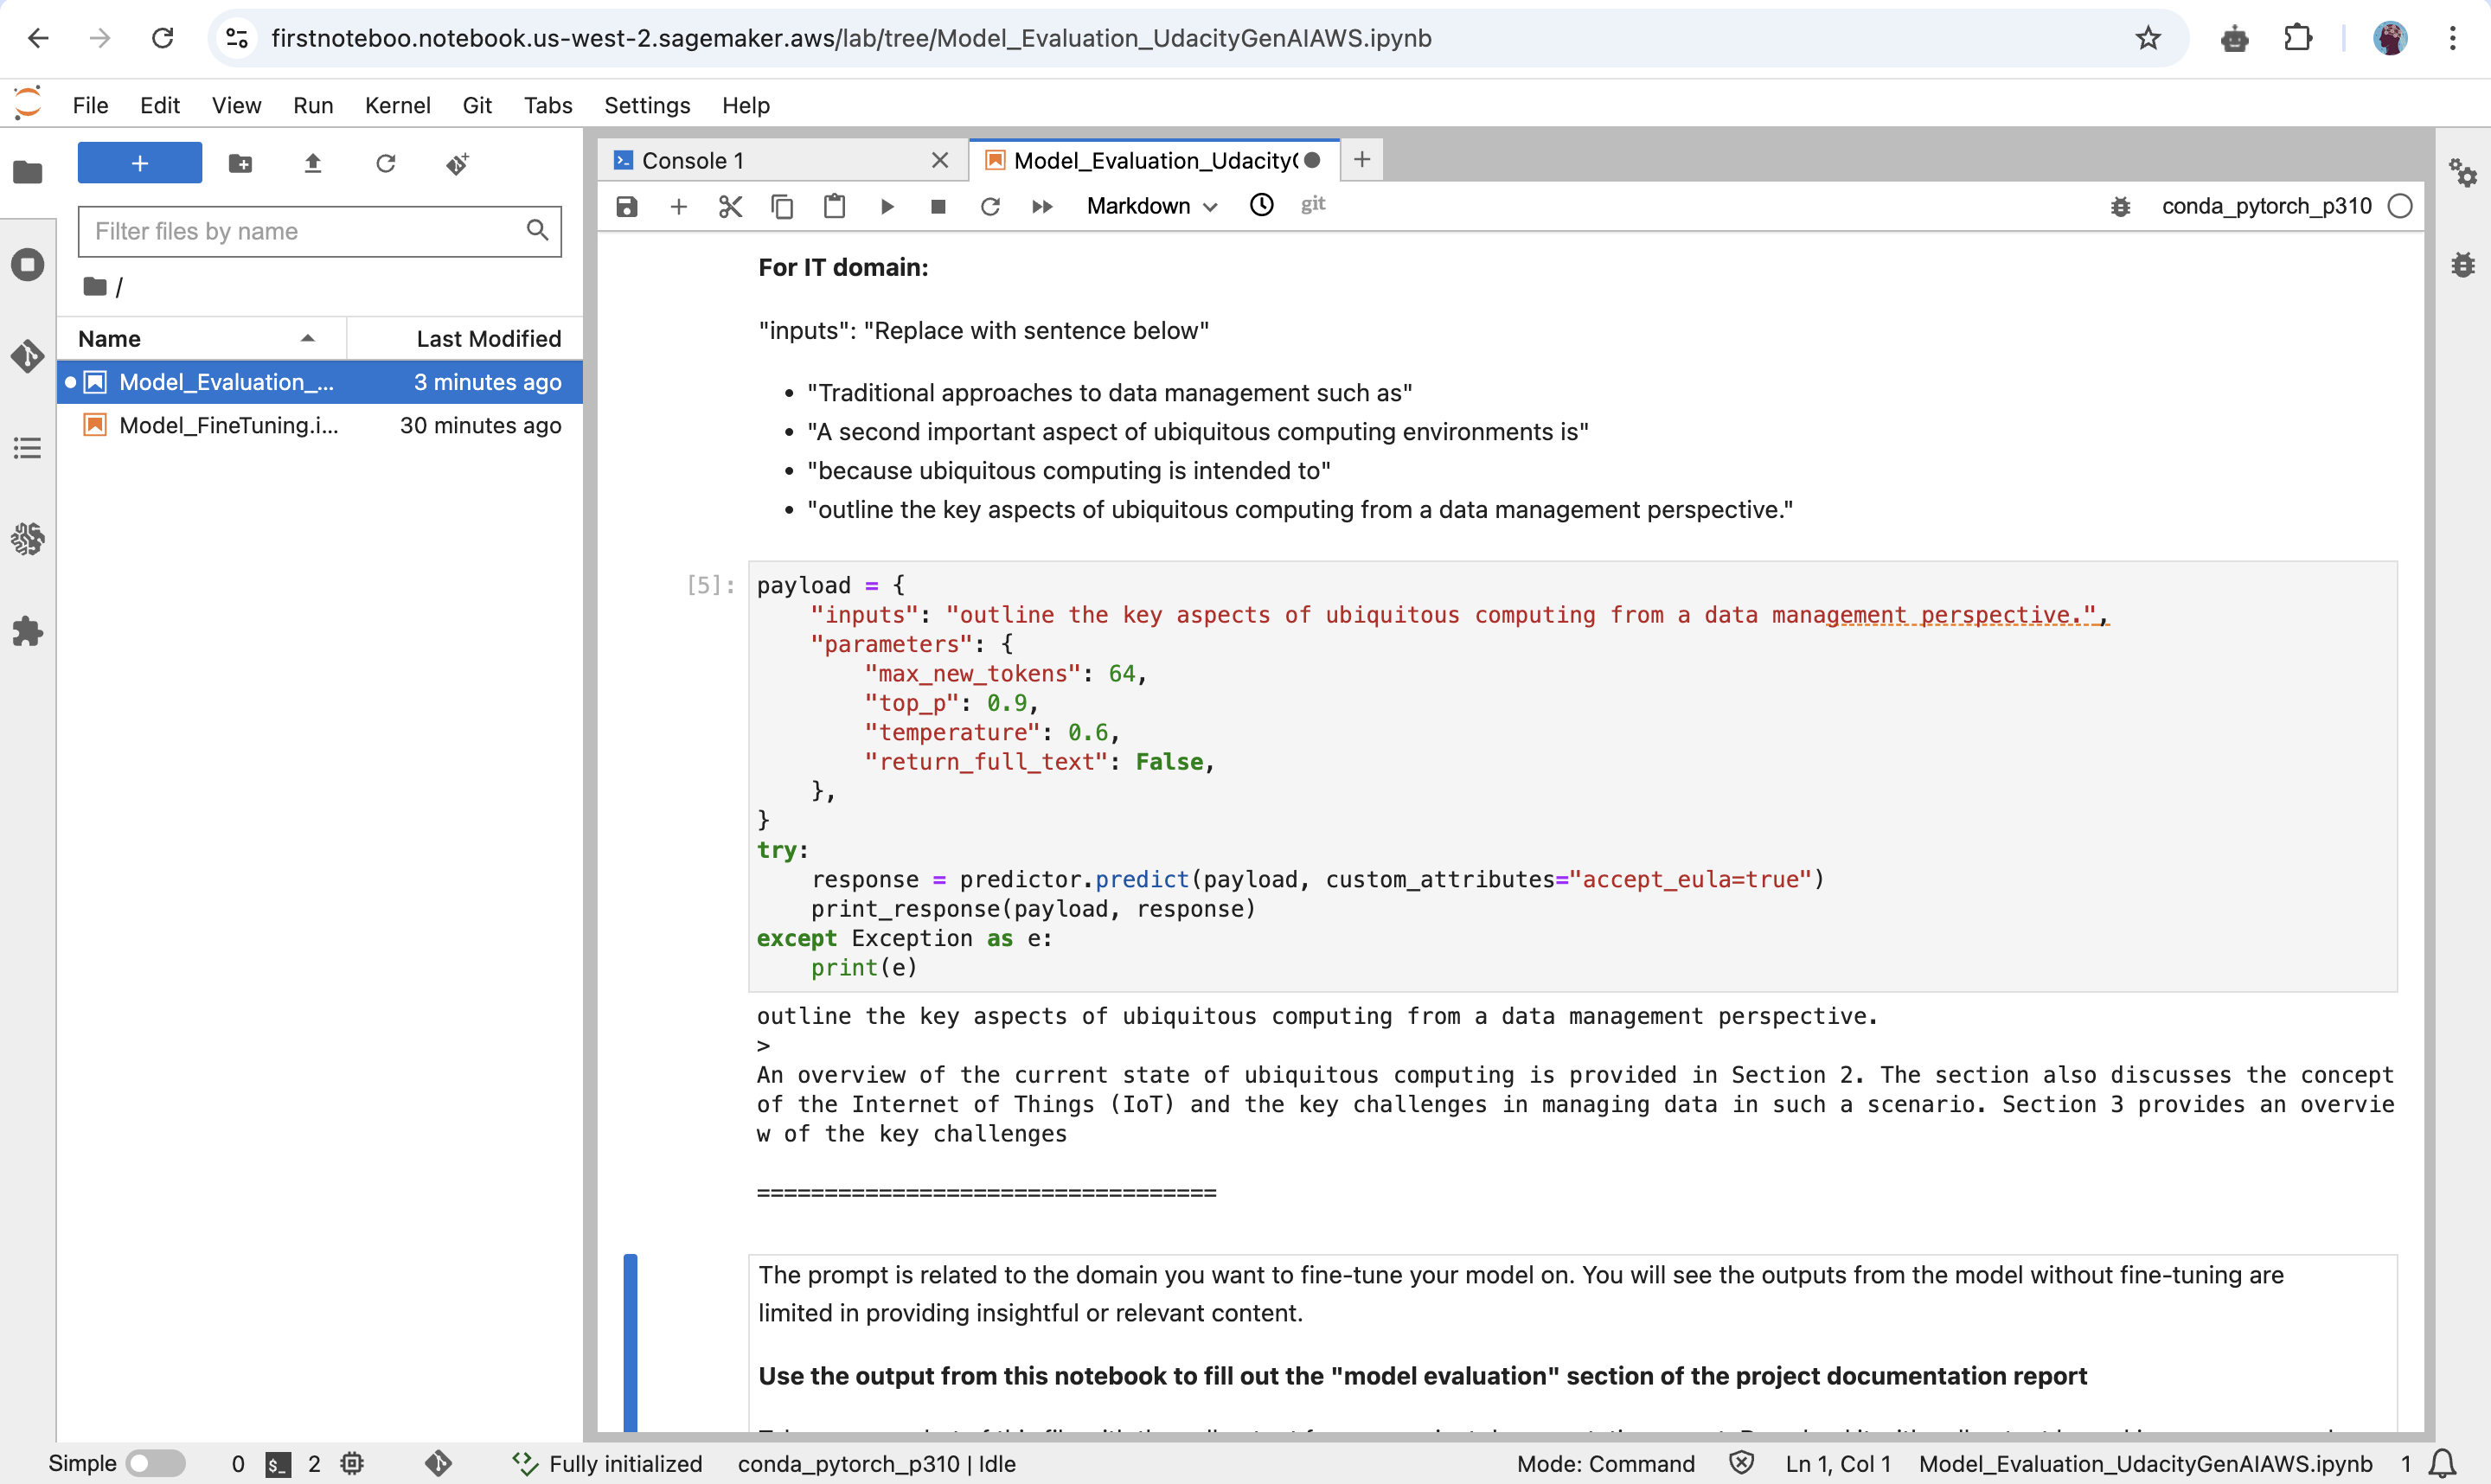 firstnoteboo.notebook.us-west-2.sagemaker.aws/lab/tree/Model_Evaluation_UdacityGenAIAWS.ipynb
File Edit View Run Kernel Git Tabs Settings Help
+
Filter files by name
/
Name Last Modified
Model_Evaluation_... 3 minutes ago
Model_FineTuning.i... 30 minutes ago
Console 1
Model_Evaluation_Udacity(
Markdown
git
conda_pytorch_p310
For IT domain:
"inputs": "Replace with sentence below"
• "Traditional approaches to data management such as"
• "A second important aspect of ubiquitous computing environments is"
• "because ubiquitous computing is intended to"
• "outline the key aspects of ubiquitous computing from a data management perspective."
[5]: payload = {
"inputs": "outline the key aspects of ubiquitous computing from a data management perspective.",
"parameters": {
"max_new_tokens": 64,
"top_p": 0.9,
"temperature": 0.6,
"return_full_text": False,
},
}
try:
response = predictor.predict(payload, custom_attributes="accept_eula=true")
print_response(payload, response)
except Exception as e:
print(e)
outline the key aspects of ubiquitous computing from a data management perspective.
>
An overview of the current state of ubiquitous computing is provided in Section 2. The section also discusses the concept
of the Internet of Things (IoT) and the key challenges in managing data in such a scenario. Section 3 provides an overvie
w of the key challenges
==================================
The prompt is related to the domain you want to fine-tune your model on. You will see the outputs from the model without fine-tuning are
limited in providing insightful or relevant content.
Use the output from this notebook to fill out the "model evaluation" section of the project documentation report
Simple 0 $_ 2 Fully initialized conda_pytorch_p310 | Idle Mode: Command Ln 1, Col 1 Model_Evaluation_UdacityGenAIAWS.ipynb 1